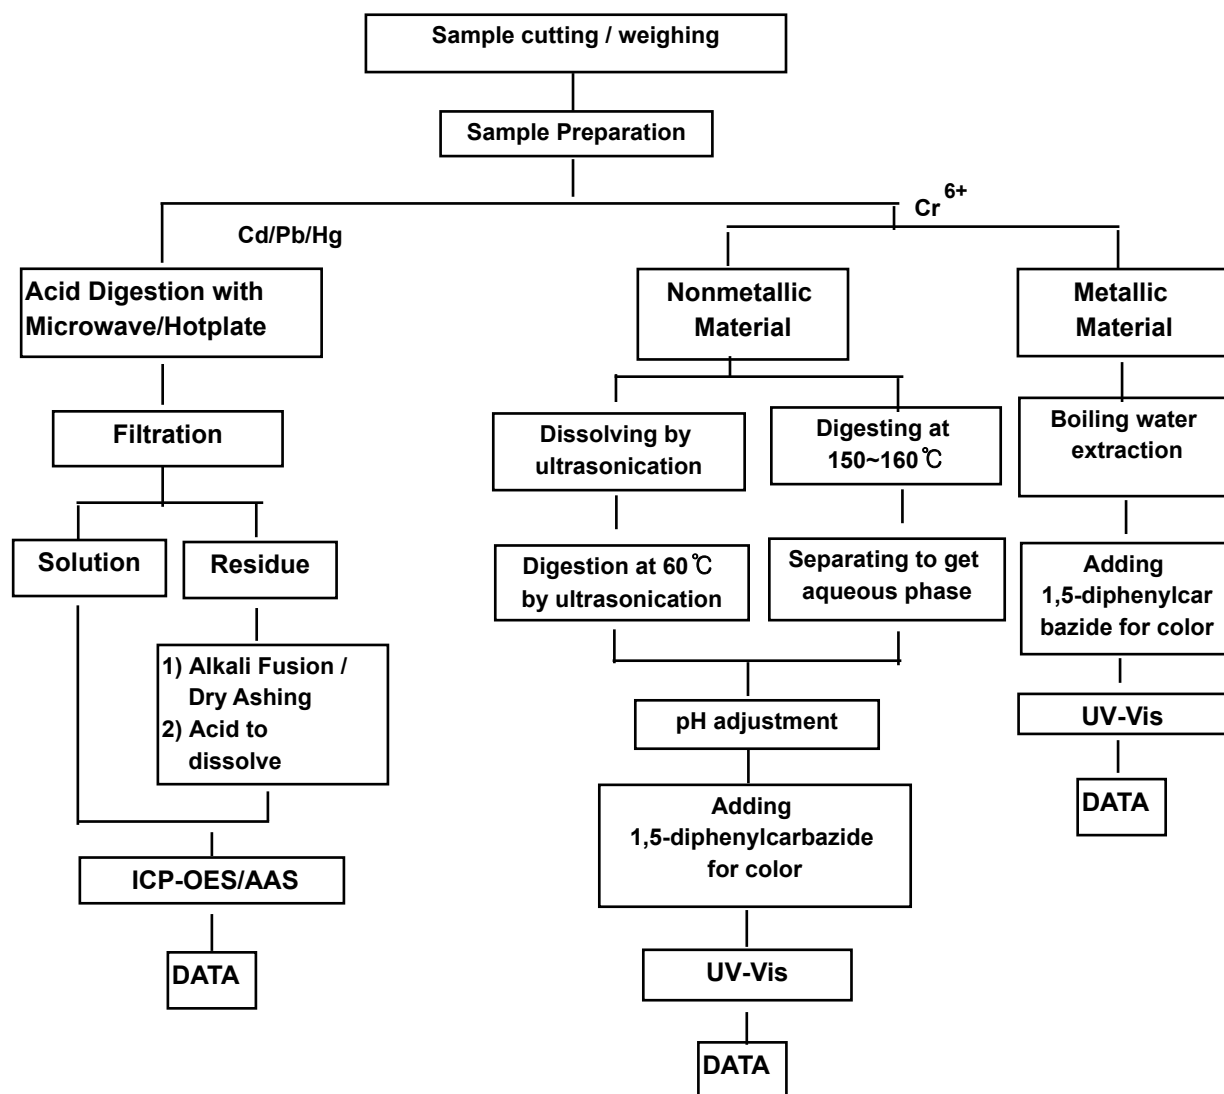 Sample cutting / weighing
Sample Preparation
Cd/Pb/Hg
Cr 6+
Acid Digestion with
Microwave/Hotplate
Nonmetallic
Material
Metallic
Material
Filtration
Dissolving by
ultrasonication
Digesting at
150~160℃
Boiling water
extraction
Solution
Residue
Digestion at 60℃
by ultrasonication
Separating to get
aqueous phase
Adding
1,5-diphenylcar
bazide for color
1) Alkali Fusion /
Dry Ashing
2) Acid to
dissolve
pH adjustment
UV-Vis
DATA
Adding
1,5-diphenylcarbazide
for color
ICP-OES/AAS
DATA
UV-Vis
DATA